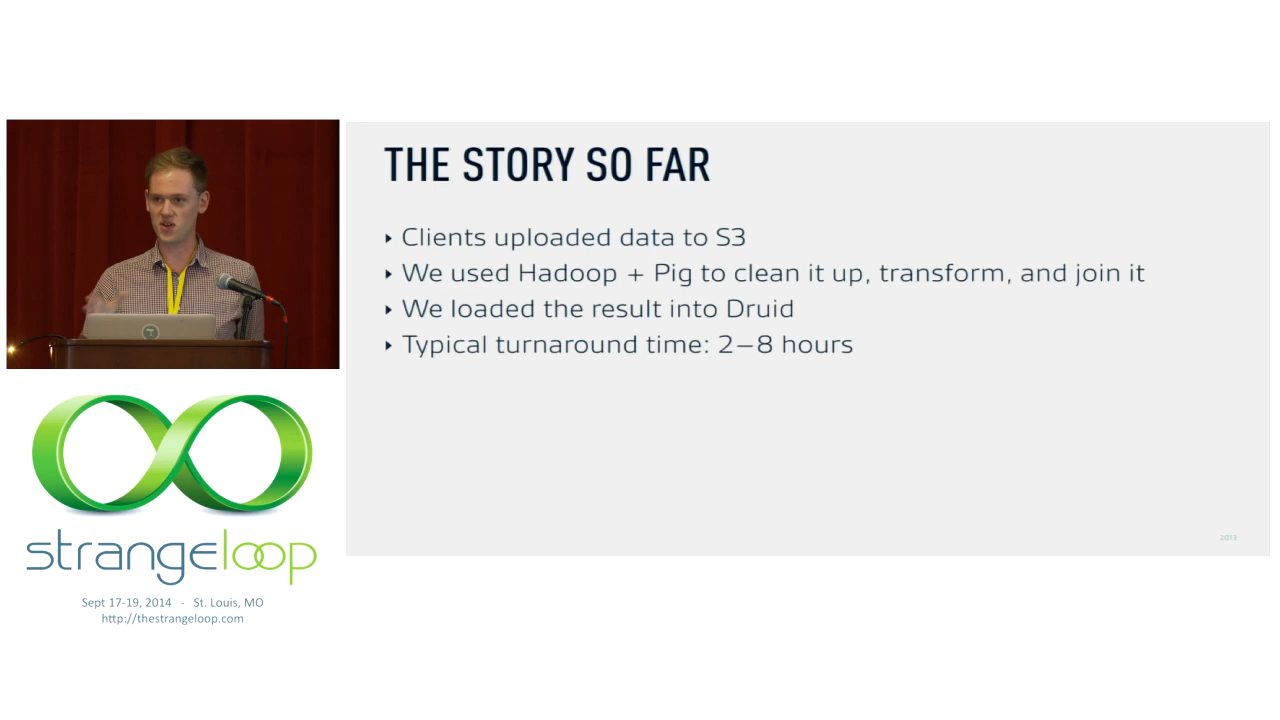 THE STORY SO FAR
Clients uploaded data to S3
We used Hadoop + Pig to clean it up, transform, and join it
We loaded the result into Druid
Typical turnaround time: 2–8 hours
2013
strangeloop
Sept 17-19, 2014 - St. Louis, MO
http://thestrangeloop.com